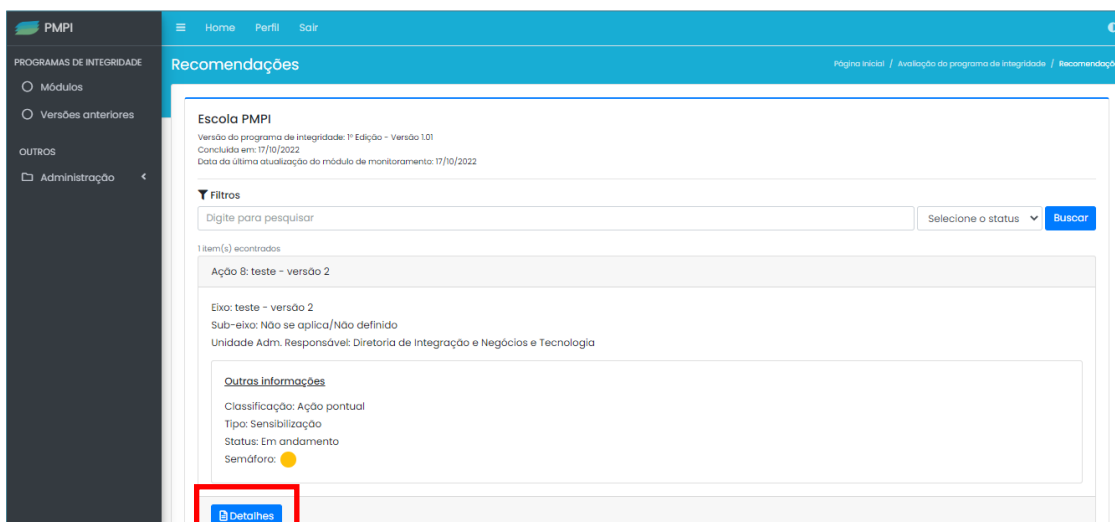 PMPI
Home Perfil Sair
PROGRAMAS DE INTEGRIDADE
Módulos
Versões anteriores
OUTROS
Administração
Recomendações
Página Inicial / Avaliação do programa de integridade / Recomendaçõ
Escola PMPI
Versão do programa de integridade: 1º Edição - Versão 1.01
Concluída em: 17/10/2022
Data da última atualização do módulo de monitoramento: 17/10/2022
Filtros
Digite para pesquisar
Selecione o status
Buscar
1 item(s) econtrados
Ação 8: teste - versão 2
Eixo: teste - versão 2
Sub-eixo: Não se aplica/Não definido
Unidade Adm. Responsável: Diretoria de Integração e Negócios e Tecnologia
Outras informações
Classificação: Ação pontual
Tipo: Sensibilização
Status: Em andamento
Semáforo:
Detalhes